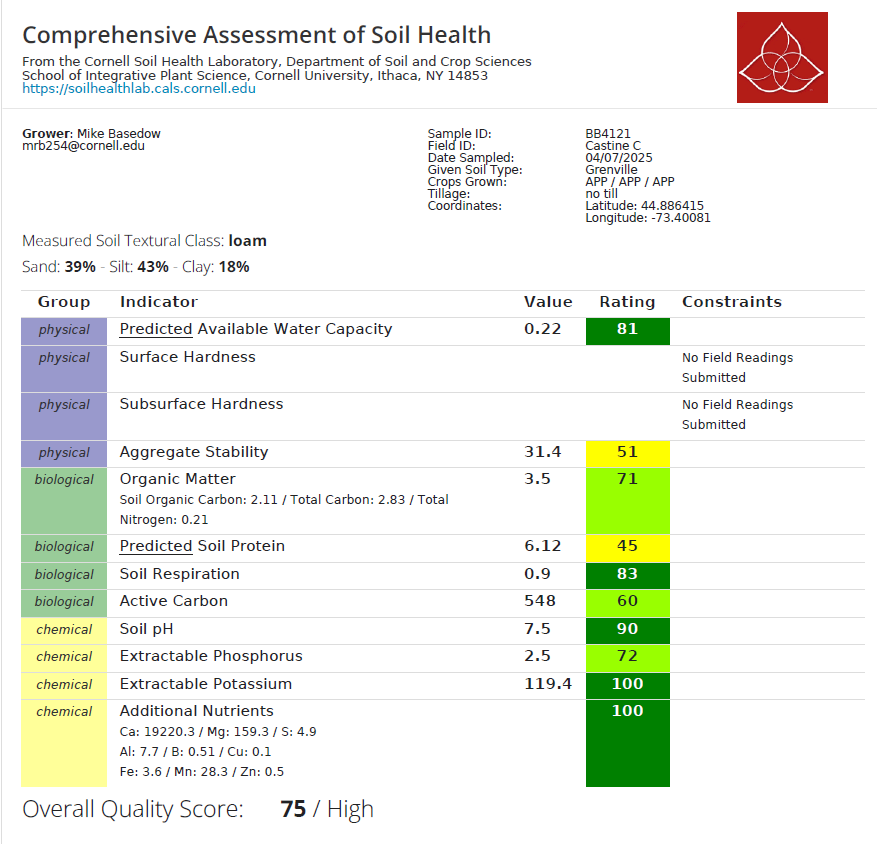 Comprehensive Assessment of Soil Health
From the Cornell Soil Health Laboratory, Department of Soil and Crop Sciences
School of Integrative Plant Science, Cornell University, Ithaca, NY 14853
https://soilhealthlab.cals.cornell.edu
Grower: Mike Basedow
mrb254@cornell.edu
Sample ID: BB4121
Field ID: Castine C
Date Sampled: 04/07/2025
Given Soil Type: Grenville
Crops Grown: APP / APP / APP
Tillage: no till
Coordinates: Latitude: 44.886415
Longitude: -73.40081
Measured Soil Textural Class: loam
Sand: 39% - Silt: 43% - Clay: 18%
Group Indicator Value Rating Constraints
physical Predicted Available Water Capacity 0.22 81
physical Surface Hardness No Field Readings
Submitted
physical Subsurface Hardness No Field Readings
Submitted
physical Aggregate Stability 31.4 51
biological Organic Matter 3.5 71
Soil Organic Carbon: 2.11 / Total Carbon: 2.83 / Total
Nitrogen: 0.21
biological Predicted Soil Protein 6.12 45
biological Soil Respiration 0.9 83
biological Active Carbon 548 60
chemical Soil pH 7.5 90
chemical Extractable Phosphorus 2.5 72
chemical Extractable Potassium 119.4 100
chemical Additional Nutrients 100
Ca: 19220.3 / Mg: 159.3 / S: 4.9
Al: 7.7 / B: 0.51 / Cu: 0.1
Fe: 3.6 / Mn: 28.3 / Zn: 0.5
Overall Quality Score: 75 / High